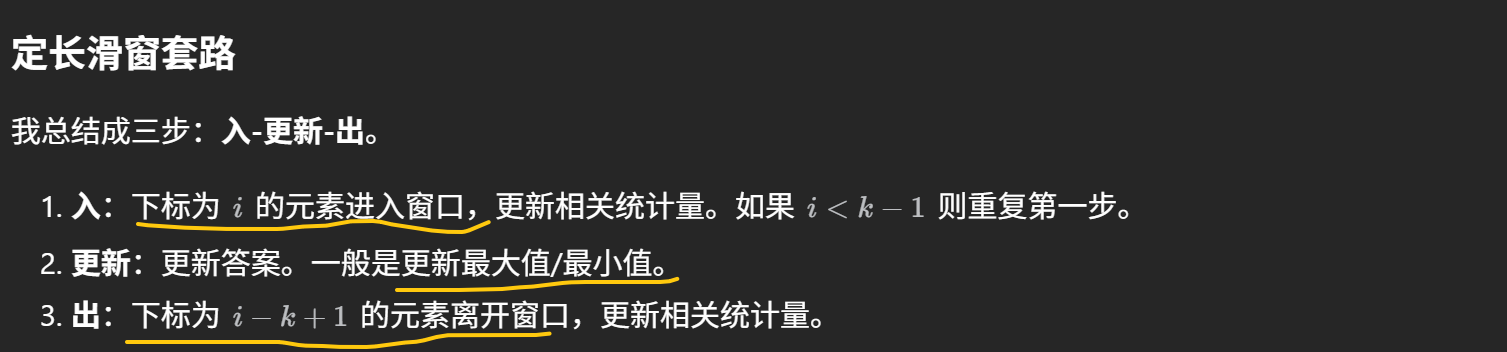 定长滑窗套路
我总结成三步：入-更新-出。
1. 入：下标为 i 的元素进入窗口，更新相关统计量。如果 i < k − 1 则重复第一步。
2. 更新：更新答案。一般是更新最大值/最小值。
3. 出：下标为 i − k + 1 的元素离开窗口，更新相关统计量。